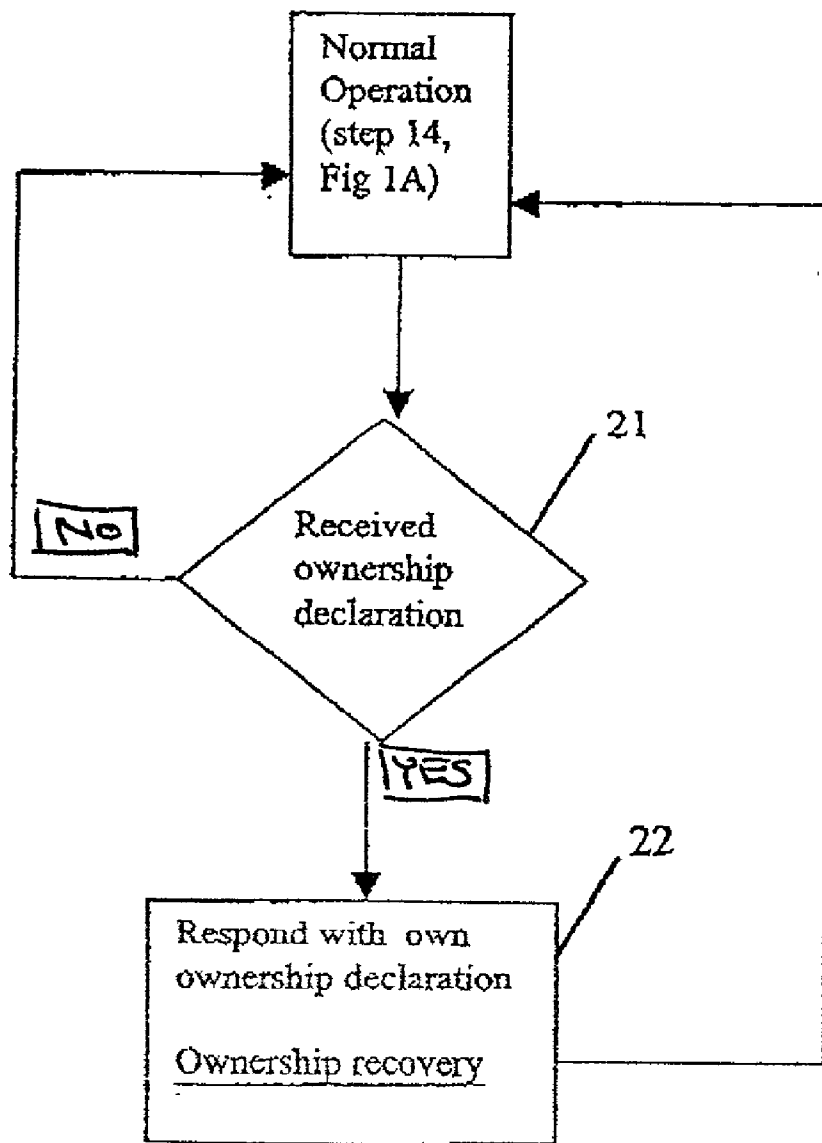 Normal
Operation
(step 14,
Fig 1A)
21
NO
Received
ownership
declaration
YES
22
Respond with own
ownership declaration
Ownership recovery